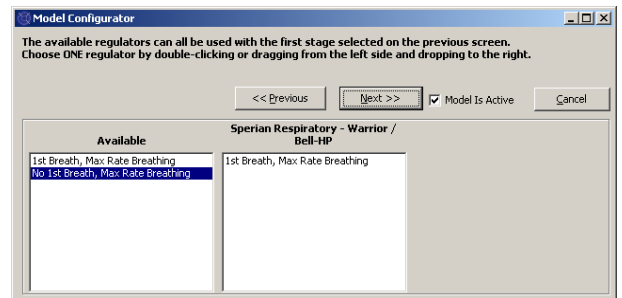 Model Configurator
The available regulators can all be used with the first stage selected on the previous screen.
Choose ONE regulator by double-clicking or dragging from the left side and dropping to the right.
<< Previous Next >> Model Is Active Cancel
Sperian Respiratory - Warrior /
Available Bell-HP
1st Breath, Max Rate Breathing 1st Breath, Max Rate Breathing
No 1st Breath, Max Rate Breathing